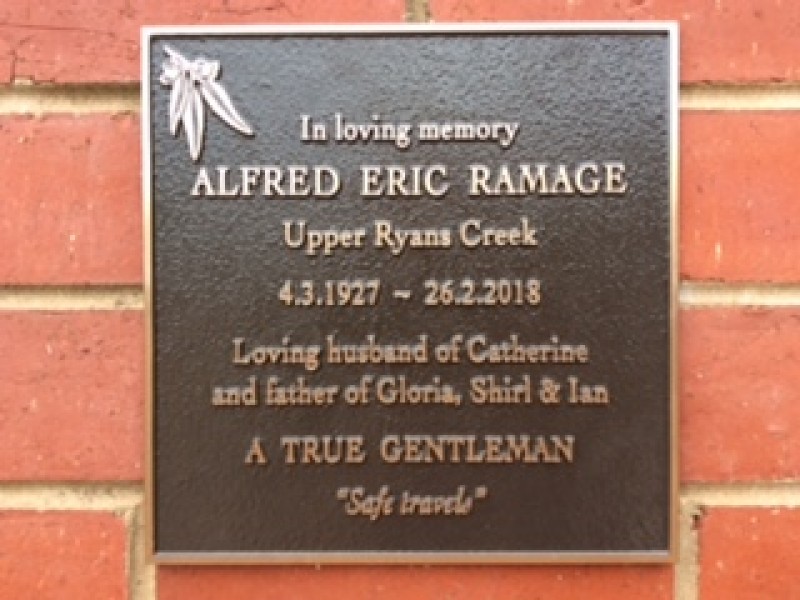 In loving memory
ALFRED ERIC RAMAGE
Upper Ryans Creek
4.3.1927 ~ 26.2.2018
Loving husband of Catherine
and father of Gloria, Shirl & Ian
A TRUE GENTLEMAN
"Safe travels"